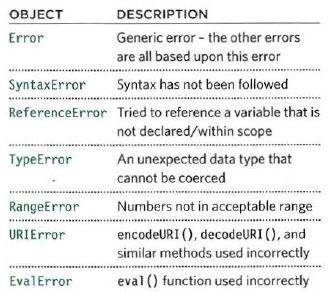 OBJECT DESCRIPTION
Error Generic error – the other errors
are all based upon this error
SyntaxError Syntax has not been followed
ReferenceError Tried to reference a variable that is
not declared/within scope
TypeError An unexpected data type that
cannot be coerced
RangeError Numbers not in acceptable range
URIError encodeURI(), decodeURI(), and
similar methods used incorrectly
EvalError eval() function used incorrectly